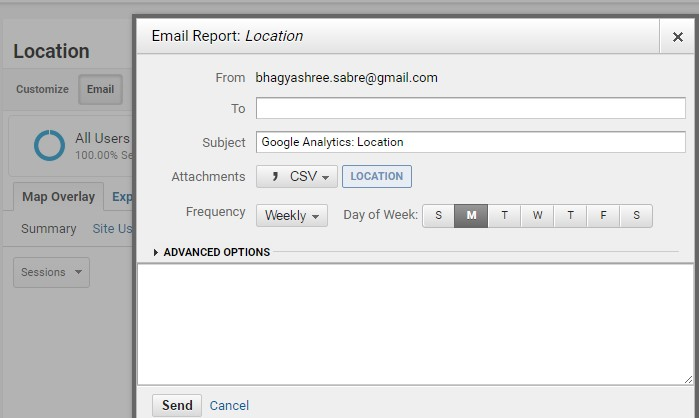 Email Report: Location
Location
From bhagyashree.sabre@gmail.com
Customize Email
To
Subject Google Analytics: Location
All Users
100.00% Se
Attachments , CSV LOCATION
Map Overlay Exp
Frequency Weekly Day of Week: S M T W T F S
Summary Site Us
ADVANCED OPTIONS
Sessions
Send Cancel